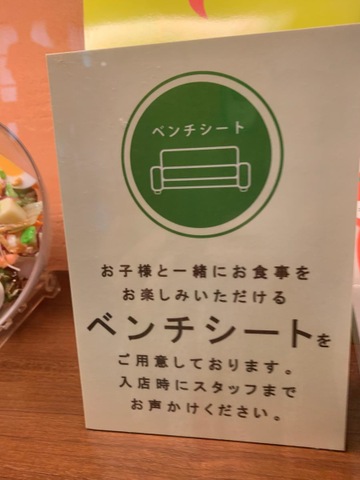 ベンチシート
お子様と一緒にお食事を
お楽しみいただける
ベンチシートを
ご用意しております。
入店時にスタッフまで
お声かけください。